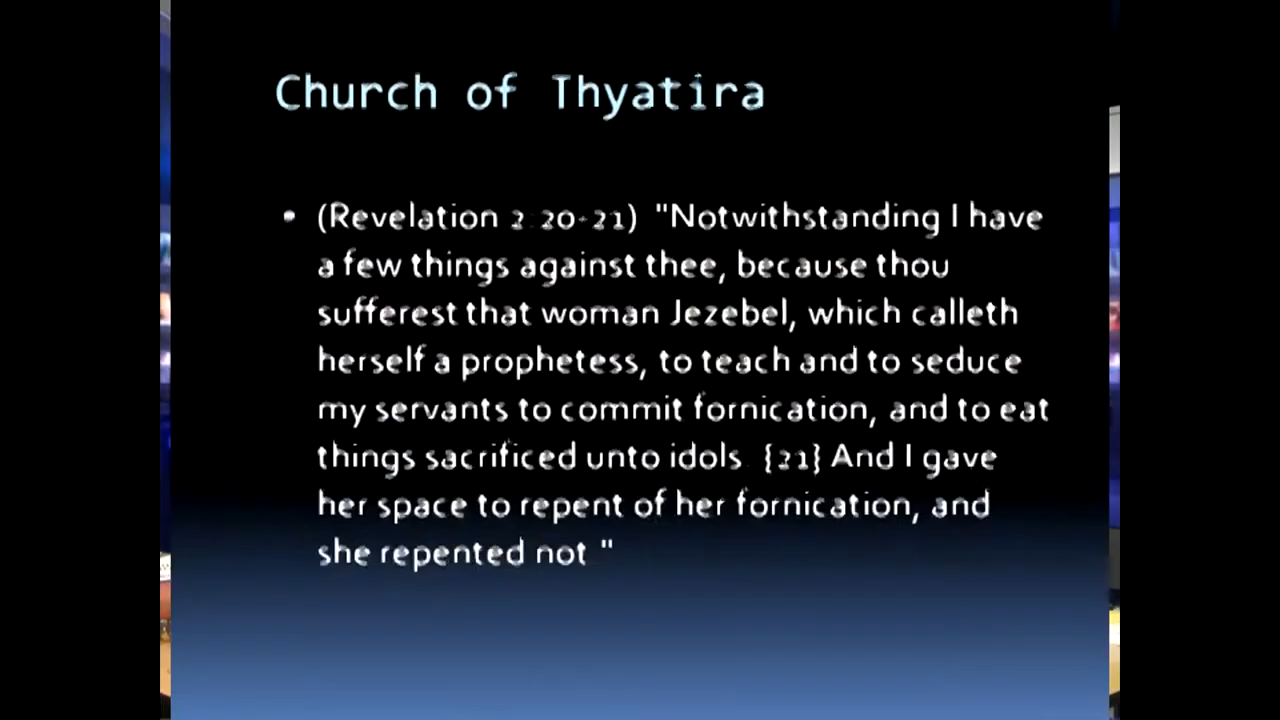 Church of Thyatira
• (Revelation 2:20-21) "Notwithstanding I have
a few things against thee, because thou
sufferest that woman Jezebel, which calleth
herself a prophetess, to teach and to seduce
my servants to commit fornication, and to eat
things sacrificed unto idols. {21} And I gave
her space to repent of her fornication, and
she repented not."